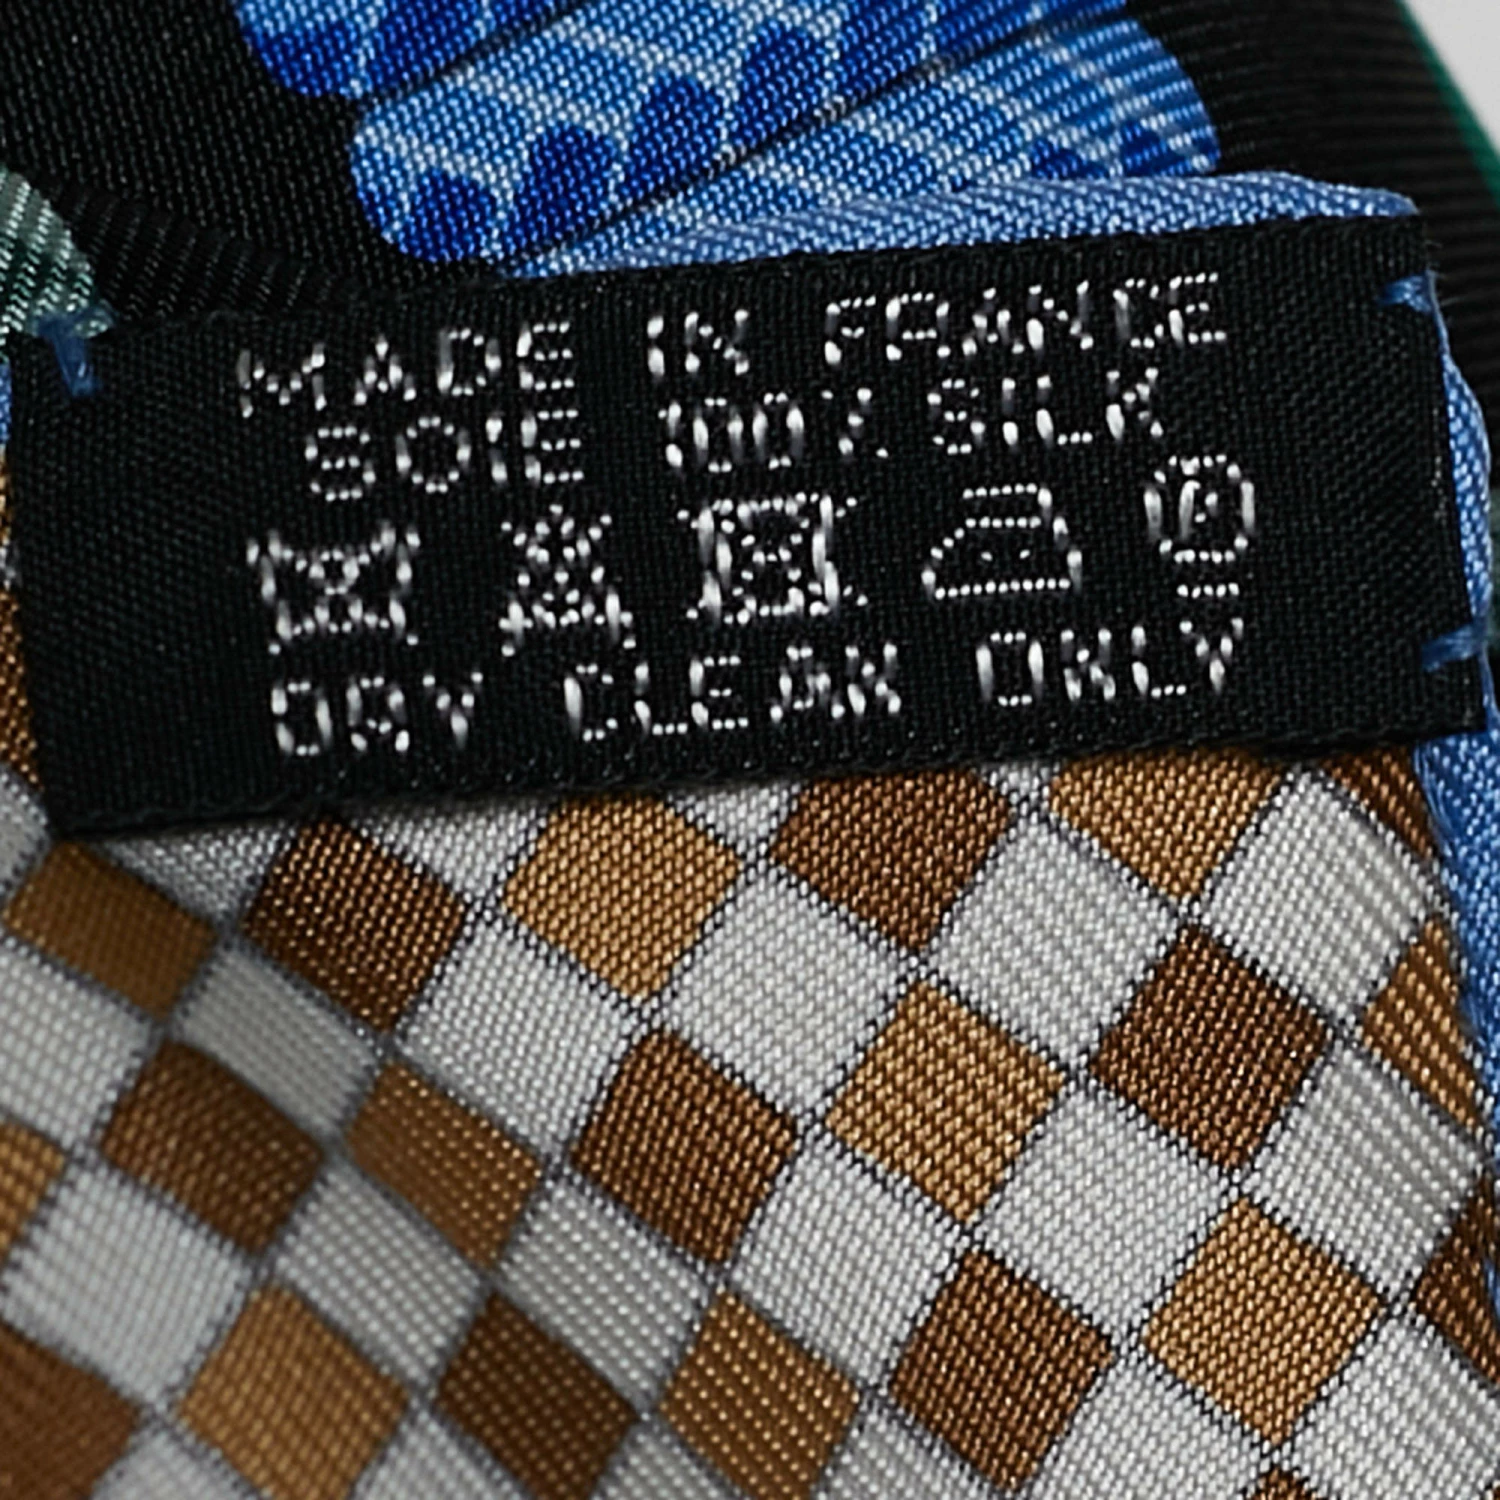 MADE IN FRANCE
SOIE 100% SILK
P
DRY CLEAN ONLY